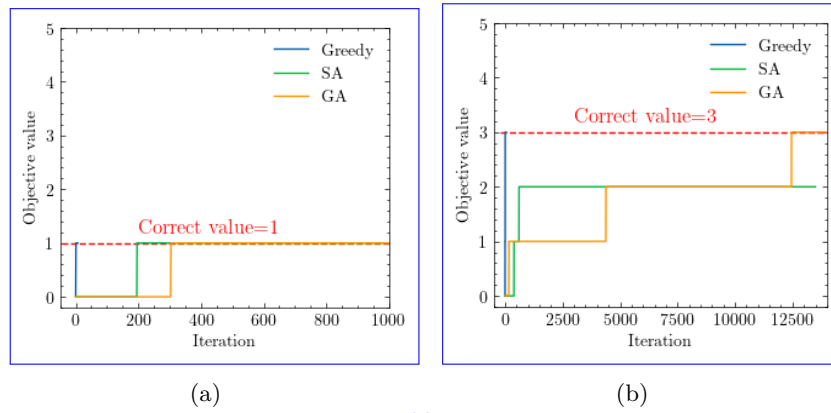 5
4
3
2
1
0
Objective value
Greedy
SA
GA
Correct value=1
0 200 400 600 800 1000
Iteration
(a)
5
4
3
2
1
0
Objective value
Greedy
SA
GA
Correct value=3
0 2500 5000 7500 10000 12500
Iteration
(b)